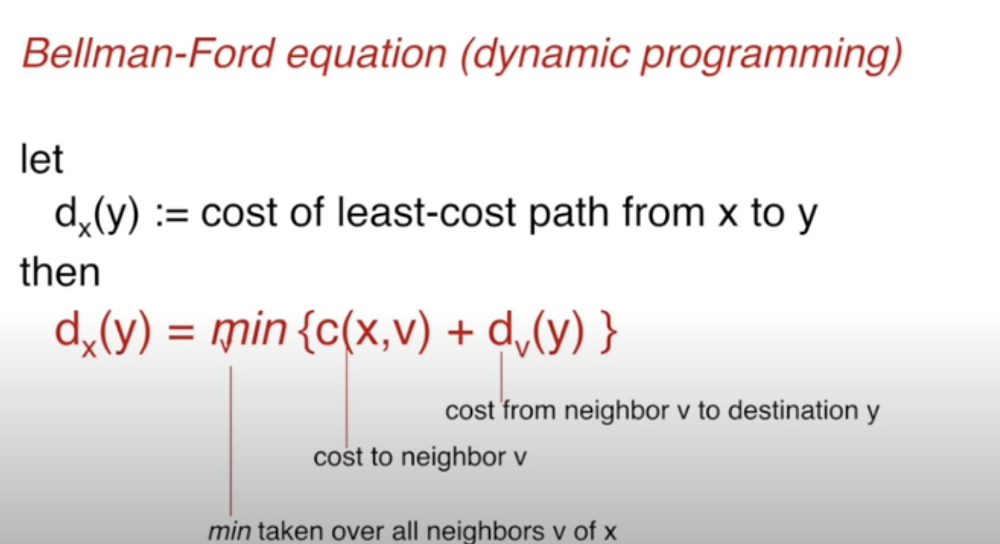 Bellman-Ford equation (dynamic programming)
let
dₓ(y) := cost of least-cost path from x to y
then
dₓ(y) = min {c(x,v) + dᵥ(y) }
v
cost from neighbor v to destination y
cost to neighbor v
min taken over all neighbors v of x